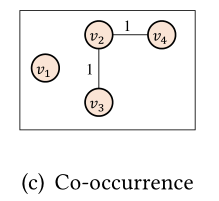 v₂ 1 v₄
v₁ 1
v₃
(c) Co-occurrence